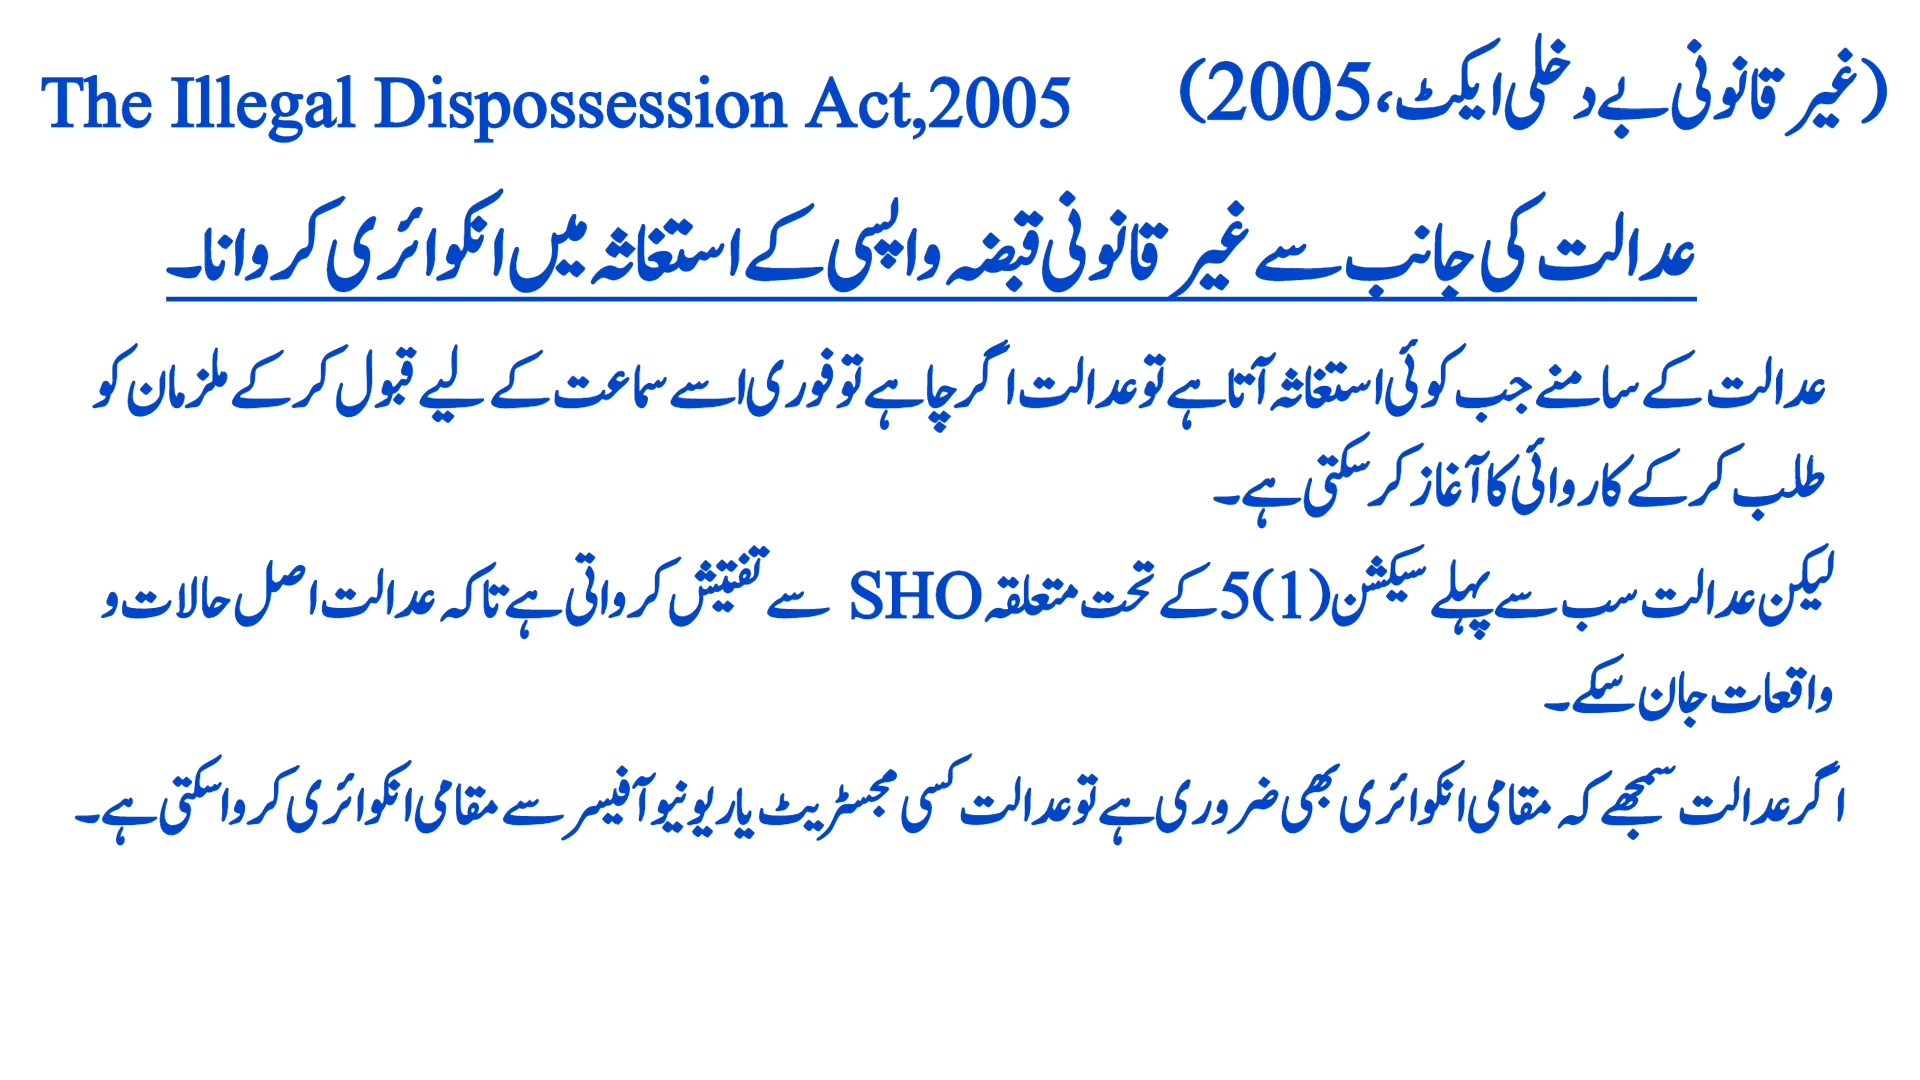 The Illegal Dispossession Act,2005 (غیر قانونی بے دخلی ایکٹ،2005)
عدالت کی جانب سے غیر قانونی قبضہ واپسی کے استغاثہ میں انکوائری کروانا۔
عدالت کے سامنے جب کوئی استغاثہ آتا ہے تو عدالت اگر چاہے تو فوری اسے سماعت کے لیے قبول کر کے ملزمان کو
طلب کر کے کاروائی کا آغاز کر سکتی ہے۔
لیکن عدالت سب سے پہلے سیکشن 5(1) کے تحت متعلقہ SHO سے تفتیش کرواتی ہے تاکہ عدالت اصل حالات و
واقعات جان سکے۔
اگر عدالت سمجھے کہ مقامی انکوائری بھی ضروری ہے تو عدالت کسی مجسٹریٹ یا ریونیو آفیسر سے مقامی انکوائری کروا سکتی ہے۔